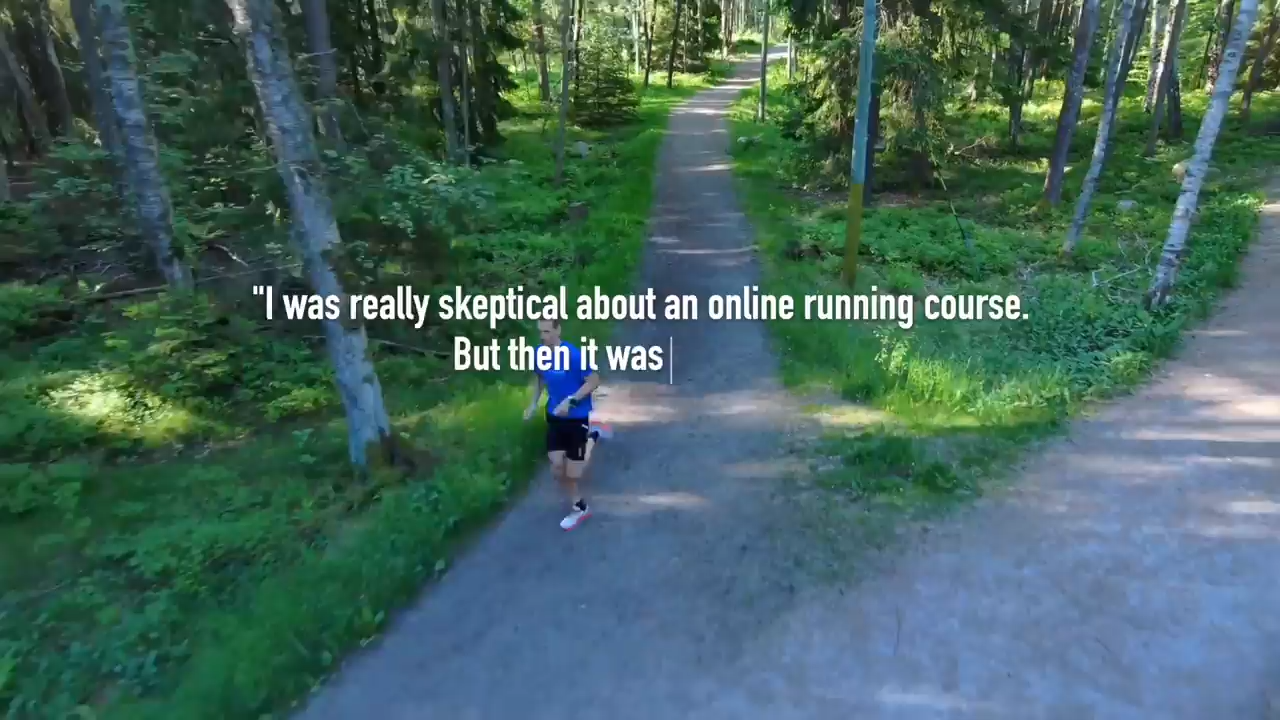 "I was really skeptical about an online running course.
But then it was